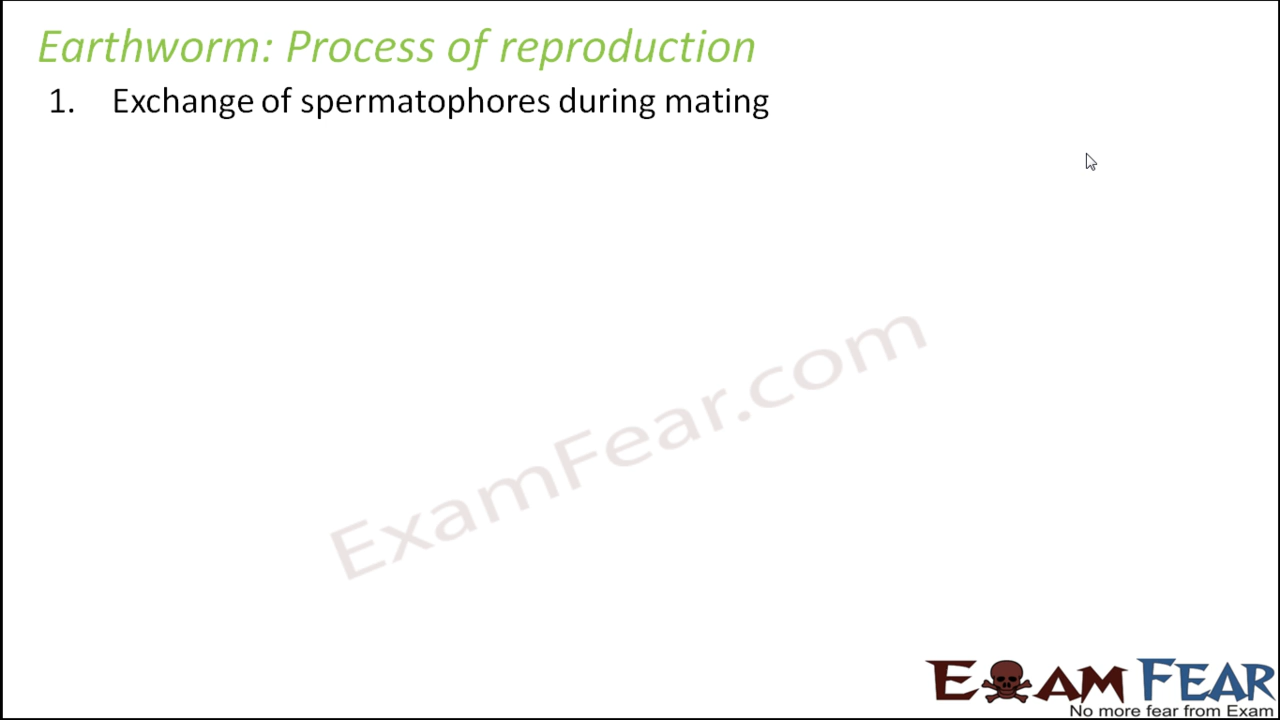 Earthworm: Process of reproduction
1. Exchange of spermatophores during mating
ExamFear.com
EXAM FEAR
No more fear from Exam